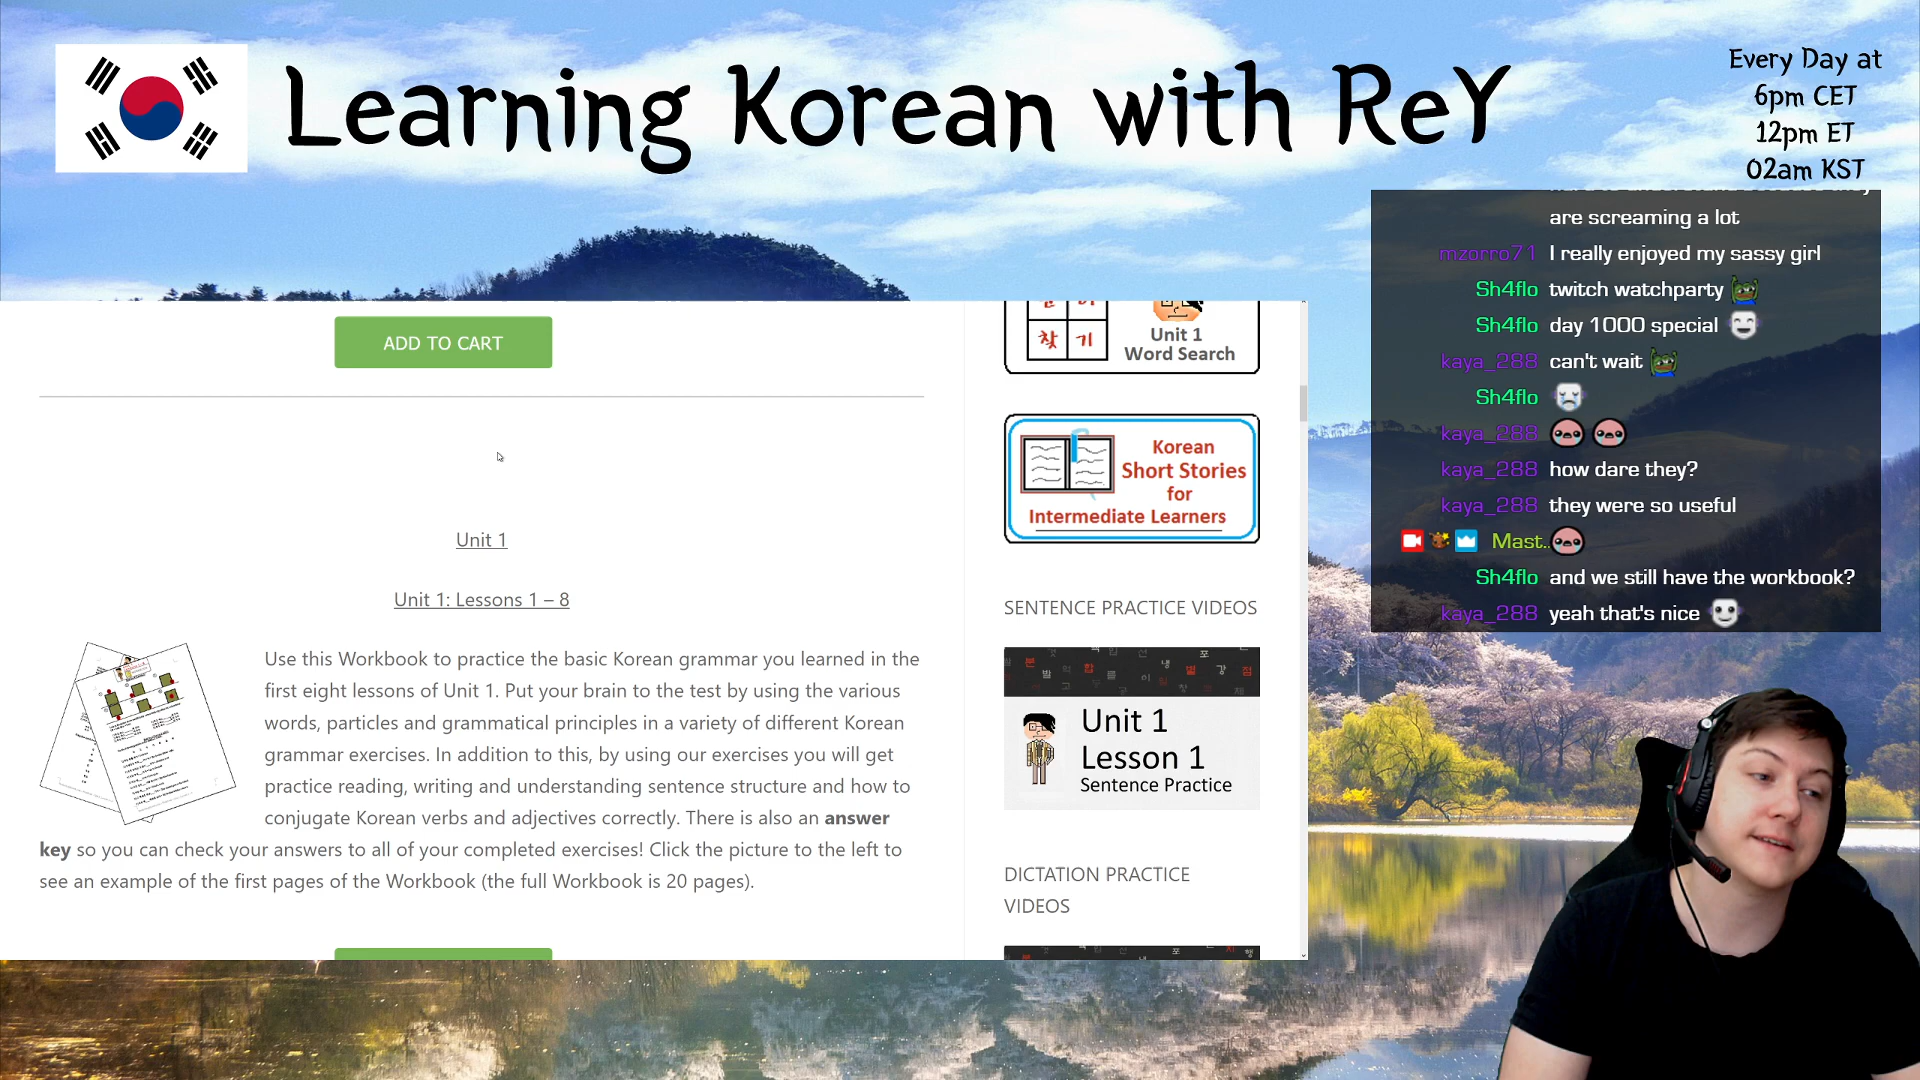 Learning Korean with ReY
Every Day at
6pm CET
12pm ET
02am KST
are screaming a lot
mzorro71 I really enjoyed my sassy girl
Sh4flo twitch watchparty
Sh4flo day 1000 special
kaya_288 can't wait
Sh4flo
kaya_288
kaya_288 how dare they?
kaya_288 they were so useful
Mast..
Sh4flo and we still have the workbook?
kaya_288 yeah that's nice
ADD TO CART
Unit 1
Unit 1: Lessons 1 – 8
Use this Workbook to practice the basic Korean grammar you learned in the
first eight lessons of Unit 1. Put your brain to the test by using the various
words, particles and grammatical principles in a variety of different Korean
grammar exercises. In addition to this, by using our exercises you will get
practice reading, writing and understanding sentence structure and how to
conjugate Korean verbs and adjectives correctly. There is also an answer
key so you can check your answers to all of your completed exercises! Click the picture to the left to
see an example of the first pages of the Workbook (the full Workbook is 20 pages).
찾 기
Unit 1
Word Search
Korean
Short Stories
for
Intermediate Learners
SENTENCE PRACTICE VIDEOS
Unit 1
Lesson 1
Sentence Practice
DICTATION PRACTICE
VIDEOS